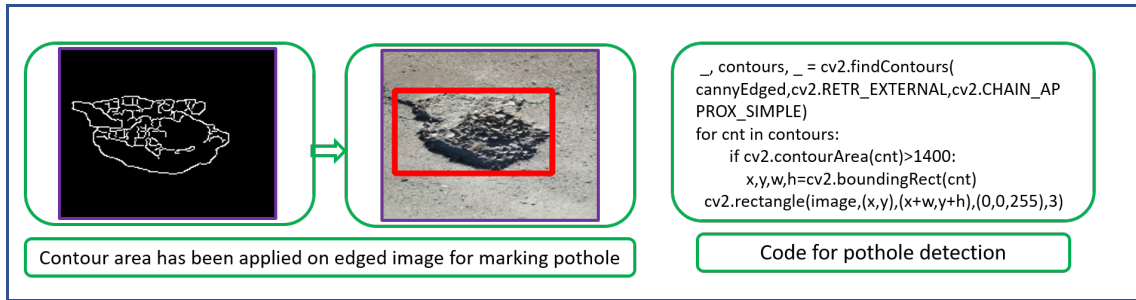 Contour area has been applied on edged image for marking pothole
_, contours, _ = cv2.findContours(
cannyEdged,cv2.RETR_EXTERNAL,cv2.CHAIN_AP
PROX_SIMPLE)
for cnt in contours:
if cv2.contourArea(cnt)>1400:
x,y,w,h=cv2.boundingRect(cnt)
cv2.rectangle(image,(x,y),(x+w,y+h),(0,0,255),3)
Code for pothole detection